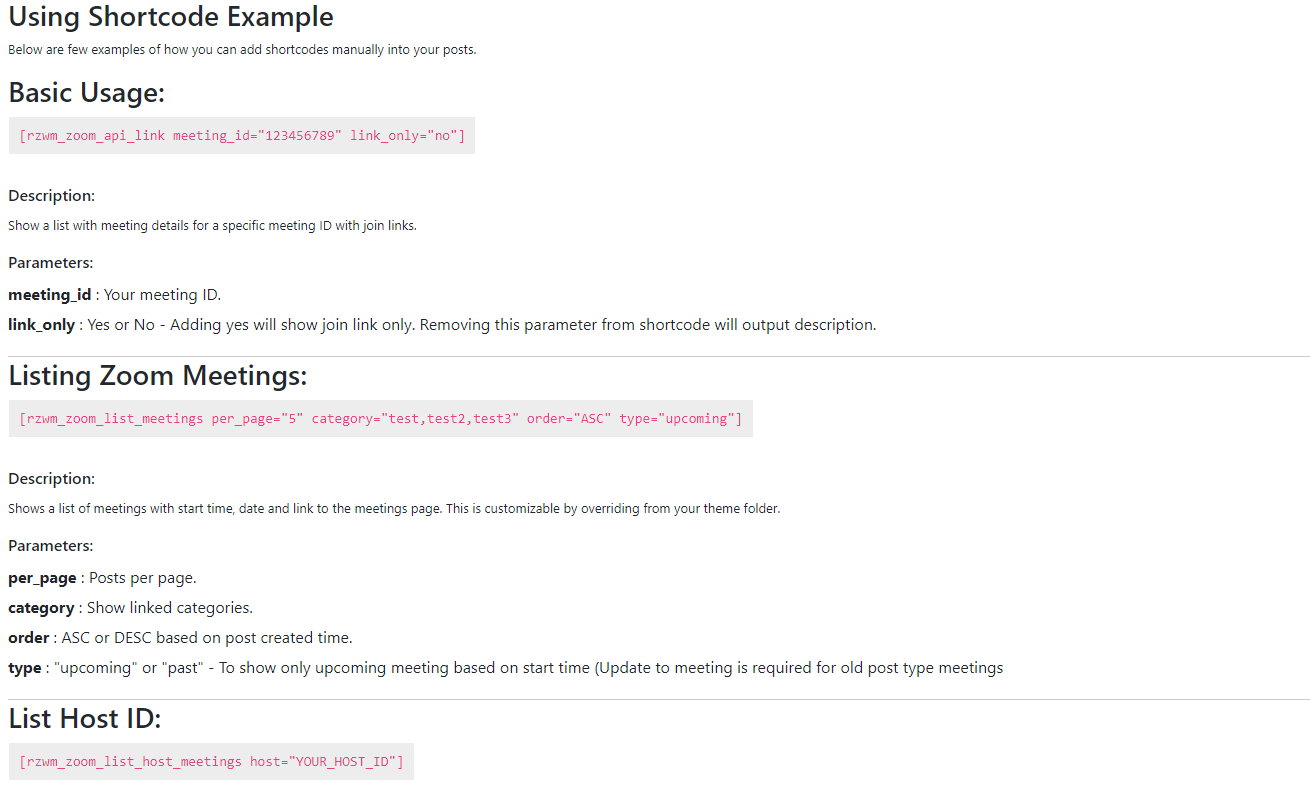 Using Shortcode Example
Below are few examples of how you can add shortcodes manually into your posts.
Basic Usage:
[rzwm_zoom_api_link meeting_id="123456789" link_only="no"]
Description:
Show a list with meeting details for a specific meeting ID with join links.
Parameters:
meeting_id : Your meeting ID.
link_only : Yes or No - Adding yes will show join link only. Removing this parameter from shortcode will output description.
Listing Zoom Meetings:
[rzwm_zoom_list_meetings per_page="5" category="test,test2,test3" order="ASC" type="upcoming"]
Description:
Shows a list of meetings with start time, date and link to the meetings page. This is customizable by overriding from your theme folder.
Parameters:
per_page : Posts per page.
category : Show linked categories.
order : ASC or DESC based on post created time.
type : "upcoming" or "past" - To show only upcoming meeting based on start time (Update to meeting is required for old post type meetings
List Host ID:
[rzwm_zoom_list_host_meetings host="YOUR_HOST_ID"]